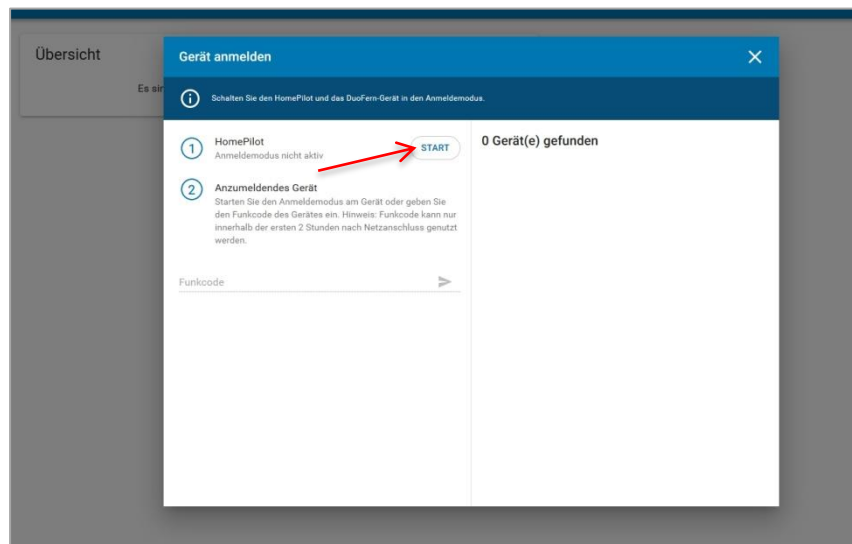 Übersicht
Es sin
Gerät anmelden
Schalten Sie den HomePilot und das DuoFern-Gerät in den Anmeldemodus.
1
HomePilot
Anmeldemodus nicht aktiv
START
2
Anzumeldendes Gerät
Starten Sie den Anmeldemodus am Gerät oder geben Sie
den Funkcode des Gerätes ein. Hinweis: Funkcode kann nur
innerhalb der ersten 2 Stunden nach Netzanschluss genutzt
werden.
Funkcode
0 Gerät(e) gefunden